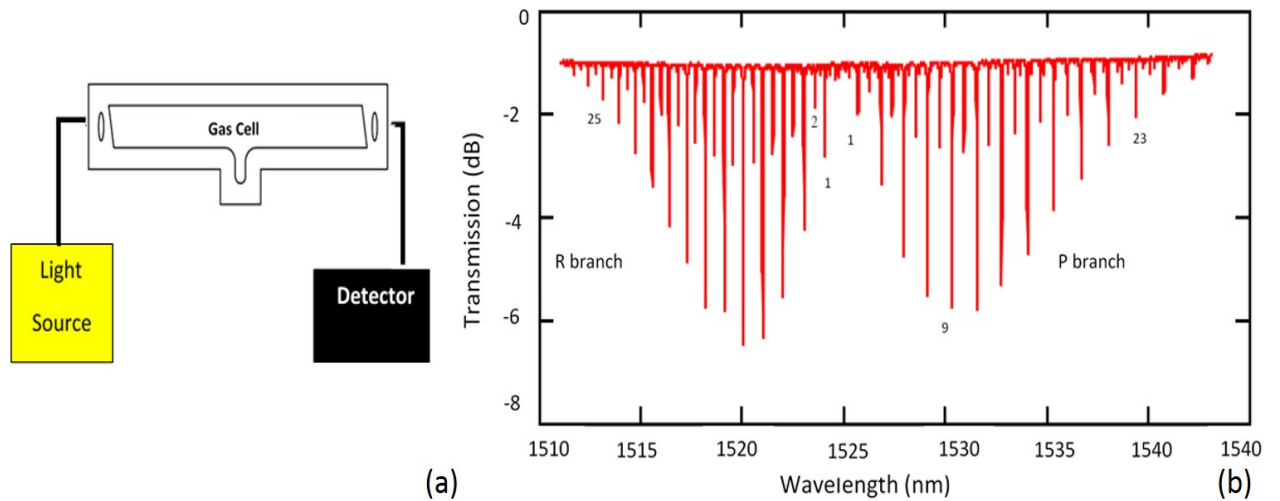 Gas Cell
Light
Source
Detector
(a)
0
-2
-4
-6
-8
Transmission (dB)
25
2
1
1
23
R branch
P branch
9
1510
1515
1520
1525
1530
1535
1540
1540
Wavelength (nm)
(b)